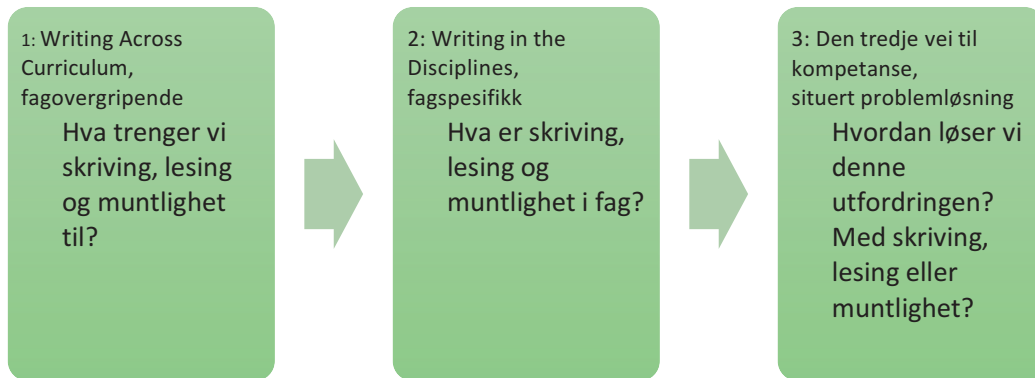 1: Writing Across
Curriculum,
fagovergripende
Hva trenger vi
skriving, lesing
og muntlighet
til?
2: Writing in the
Disciplines,
fagspesifikk
Hva er skriving,
lesing og
muntlighet i fag?
3: Den tredje vei til
kompetanse,
situert problemløsning
Hvordan løser vi
denne
utfordringen?
Med skriving,
lesing eller
muntlighet?